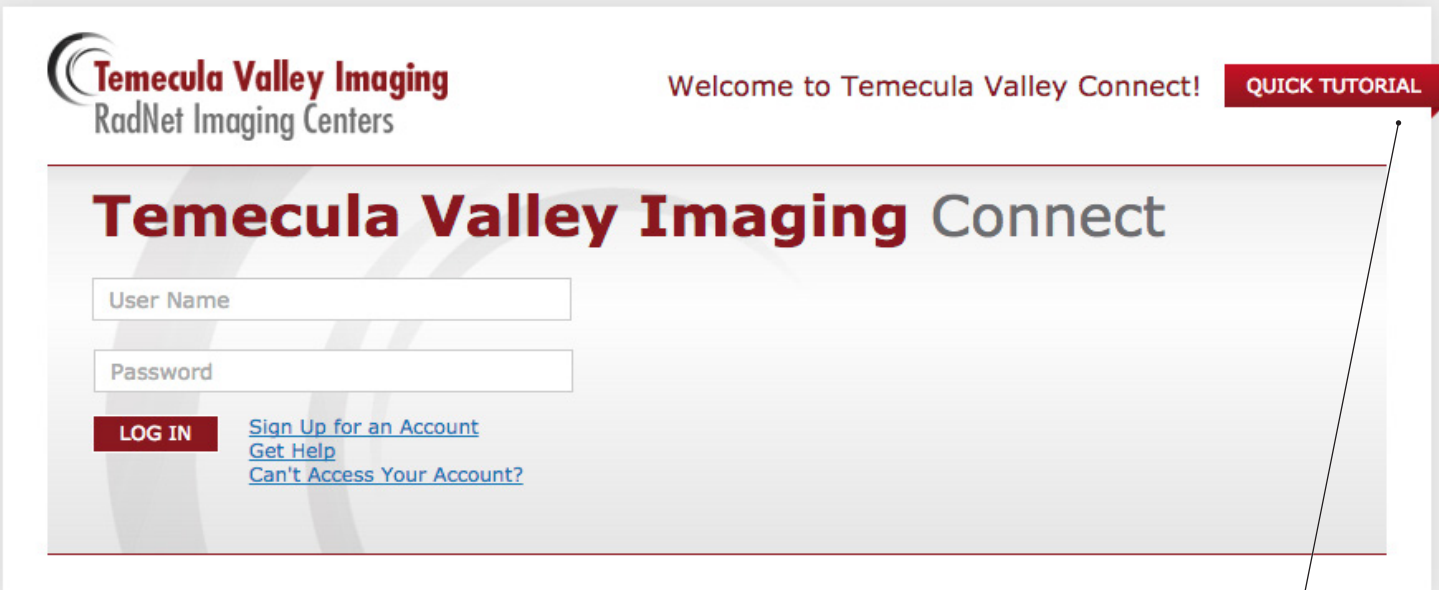 Temecula Valley Imaging
RadNet Imaging Centers
Welcome to Temecula Valley Connect!
QUICK TUTORIAL
Temecula Valley Imaging Connect
User Name
Password
LOG IN
Sign Up for an Account
Get Help
Can't Access Your Account?